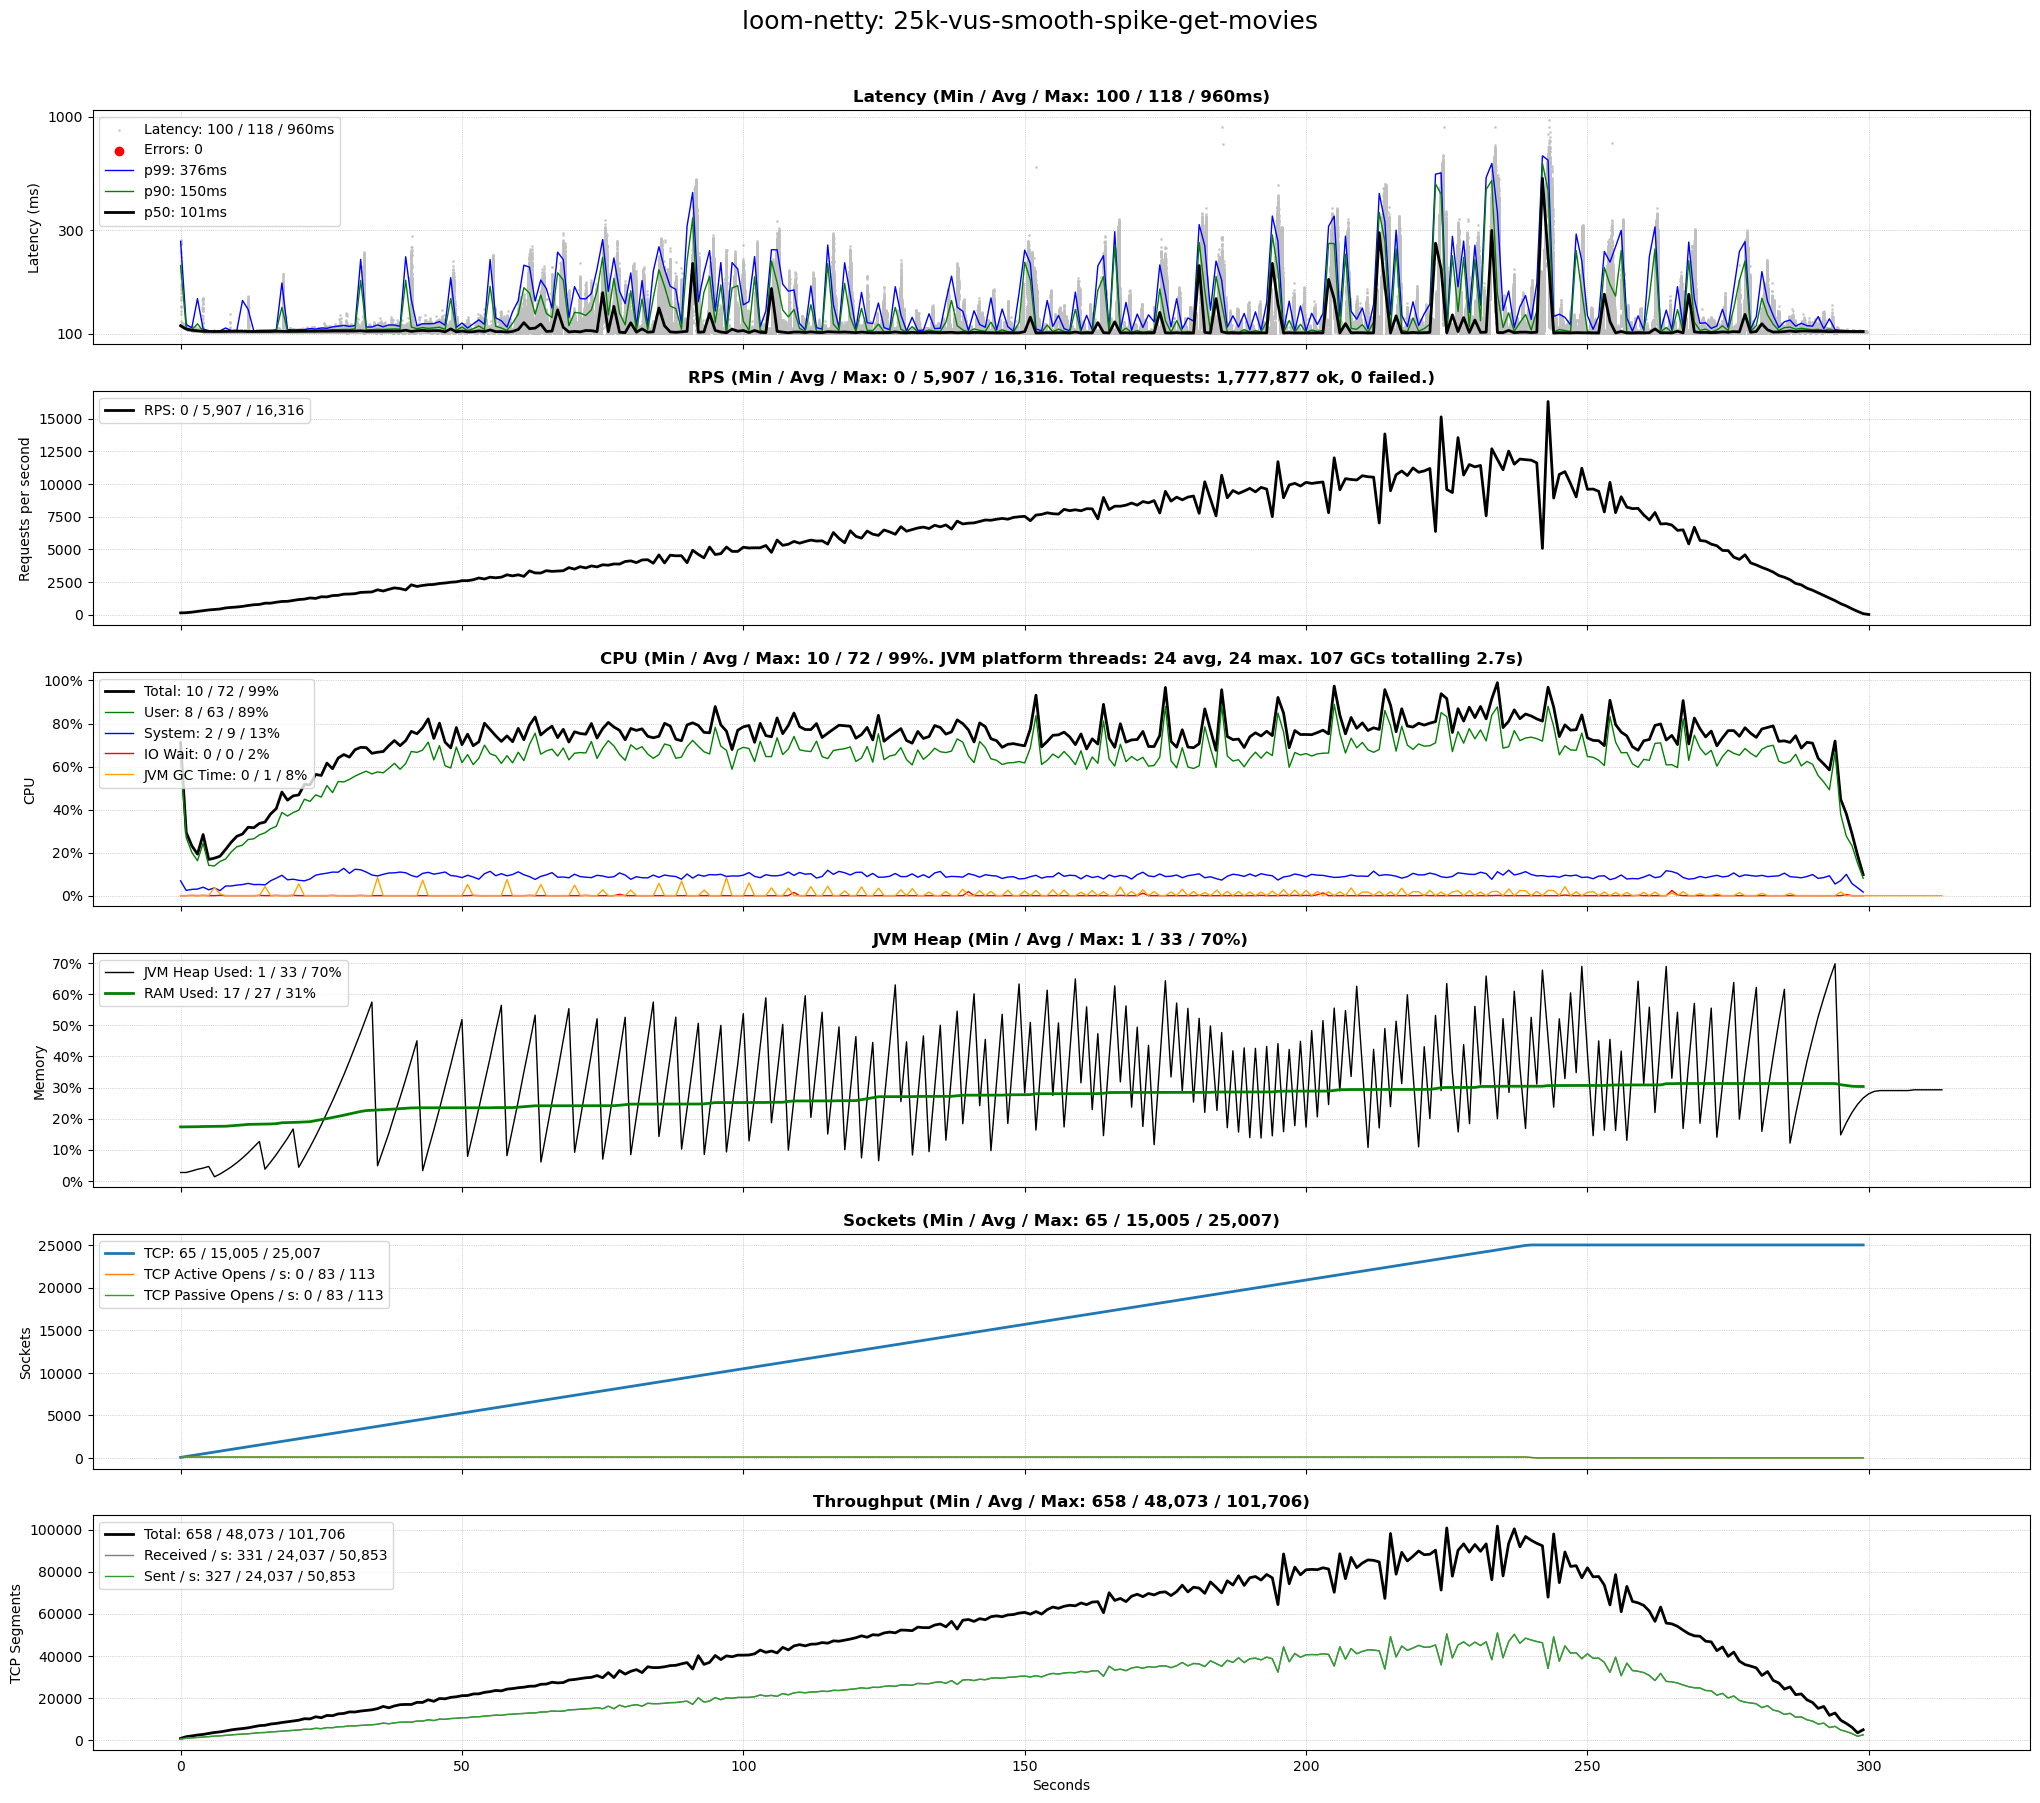 loom-netty: 25k-vus-smooth-spike-get-movies
Latency (Min / Avg / Max: 100 / 118 / 960ms)
Latency (ms)
1000
300
100
Latency: 100 / 118 / 960ms
Errors: 0
p99: 376ms
p90: 150ms
p50: 101ms
RPS (Min / Avg / Max: 0 / 5,907 / 16,316. Total requests: 1,777,877 ok, 0 failed.)
Requests per second
15000
12500
10000
7500
5000
2500
0
RPS: 0 / 5,907 / 16,316
CPU (Min / Avg / Max: 10 / 72 / 99%. JVM platform threads: 24 avg, 24 max. 107 GCs totalling 2.7s)
CPU
100%
80%
60%
40%
20%
0%
Total: 10 / 72 / 99%
User: 8 / 63 / 89%
System: 2 / 9 / 13%
IO Wait: 0 / 0 / 2%
JVM GC Time: 0 / 1 / 8%
JVM Heap (Min / Avg / Max: 1 / 33 / 70%)
Memory
70%
60%
50%
40%
30%
20%
10%
0%
JVM Heap Used: 1 / 33 / 70%
RAM Used: 17 / 27 / 31%
Sockets (Min / Avg / Max: 65 / 15,005 / 25,007)
Sockets
25000
20000
15000
10000
5000
0
TCP: 65 / 15,005 / 25,007
TCP Active Opens / s: 0 / 83 / 113
TCP Passive Opens / s: 0 / 83 / 113
Throughput (Min / Avg / Max: 658 / 48,073 / 101,706)
TCP Segments
100000
80000
60000
40000
20000
0
Total: 658 / 48,073 / 101,706
Received / s: 331 / 24,037 / 50,853
Sent / s: 327 / 24,037 / 50,853
0 50 100 150 200 250 300
Seconds